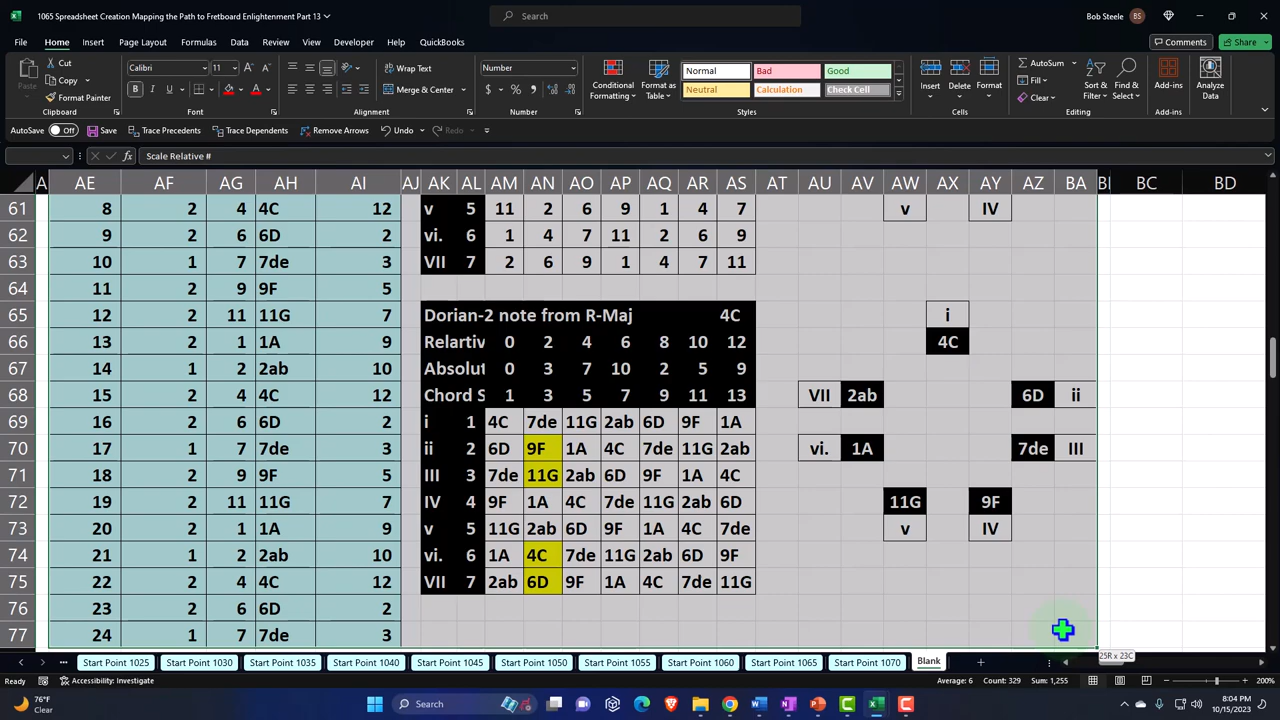 1065 Spreadsheet Creation Mapping the Path to Fretboard Enlightenment Part 13
Search
Bob Steele BS
File Home Insert Page Layout Formulas Data Review View Developer Automate Help QuickBooks
Comments Share
Cut
Copy
Paste
Format Painter
Clipboard
Calibri 11
Font
Wrap Text
Merge & Center
Alignment
Number
Number
Conditional Formatting
Format as Table
Normal Bad Good
Neutral Calculation Check Cell
Styles
Insert Delete Format
Cells
AutoSum
Fill
Clear
Sort & Filter
Find & Select
Editing
Add-ins
Add-ins
Analyze Data
AutoSave Off Save Trace Precedents Trace Dependents Remove Arrows Undo Redo
fx Scale Relative #
A AE AF AG AH AI AJ AK AL AM AN AO AP AQ AR AS AT AU AV AW AX AY AZ BA BC BD
61 8 2 4 4C 12 v 5 11 2 6 9 1 4 7 v IV
62 9 2 6 6D 2 vi. 6 1 4 7 11 2 6 9
63 10 1 7 7de 3 VII 7 2 6 9 1 4 7 11
64 11 2 9 9F 5
65 12 2 11 11G 7 Dorian-2 note from R-Maj 4C i
66 13 2 1 1A 9 Relartiv 0 2 4 6 8 10 12 4C
67 14 1 2 2ab 10 Absolut 0 3 7 10 2 5 9
68 15 2 4 4C 12 Chord S 1 3 5 7 9 11 13 VII 2ab 6D ii
69 16 2 6 6D 2 i 1 4C 7de 11G 2ab 6D 9F 1A
70 17 1 7 7de 3 ii 2 6D 9F 1A 4C 7de 11G 2ab vi. 1A 7de III
71 18 2 9 9F 5 III 3 7de 11G 2ab 6D 9F 1A 4C
72 19 2 11 11G 7 IV 4 9F 1A 4C 7de 11G 2ab 6D 11G 9F
73 20 2 1 1A 9 v 5 11G 2ab 6D 9F 1A 4C 7de v IV
74 21 1 2 2ab 10 vi. 6 1A 4C 7de 11G 2ab 6D 9F
75 22 2 4 4C 12 VII 7 2ab 6D 9F 1A 4C 7de 11G
76 23 2 6 6D 2
77 24 1 7 7de 3
25R x 23C
Start Point 1025 Start Point 1030 Start Point 1035 Start Point 1040 Start Point 1045 Start Point 1050 Start Point 1055 Start Point 1060 Start Point 1065 Start Point 1070 Blank
Ready Accessibility: Investigate Average: 6 Count: 329 Sum: 1,255 200%
76°F
Clear
Search
8:04 PM
10/15/2023